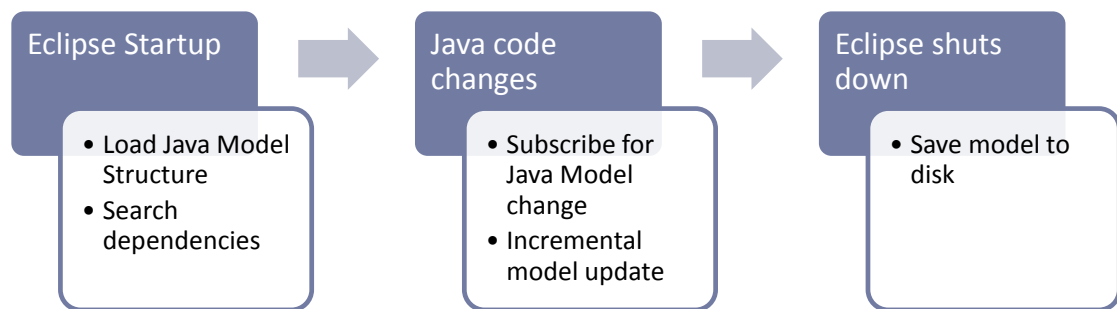 Eclipse Startup
• Load Java Model
Structure
• Search
dependencies
Java code
changes
• Subscribe for
Java Model
change
• Incremental
model update
Eclipse shuts
down
• Save model to
disk